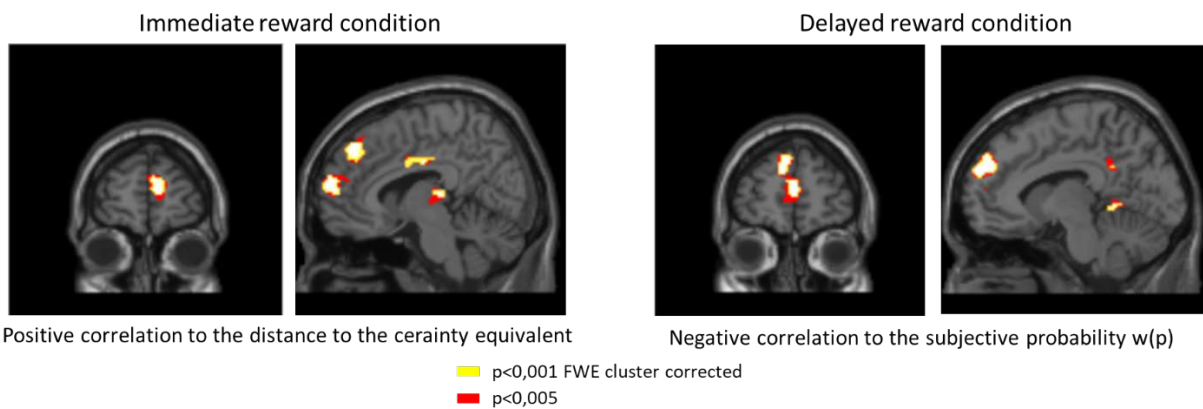 Immediate reward condition
Delayed reward condition
Positive correlation to the distance to the cerainty equivalent
Negative correlation to the subjective probability w(p)
p<0,001 FWE cluster corrected
p<0,005